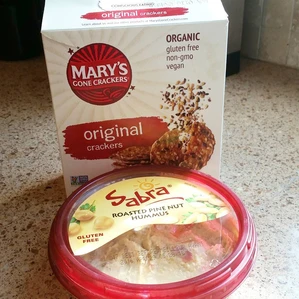 original crackers
ORGANIC
gluten free
non-gmo
vegan
MARY'S
GONE CRACKERS
original
crackers
Sabra
ROASTED PINE NUT
HUMMUS
GLUTEN
FREE